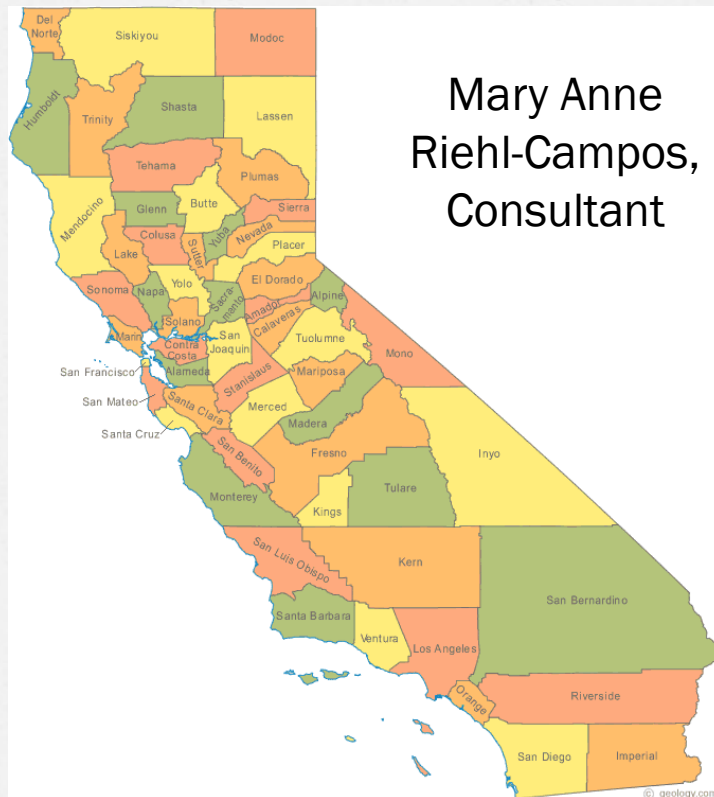 Mary Anne
Riehl-Campos,
Consultant
Del
Norte
Siskiyou
Modoc
Humboldt
Trinity
Shasta
Lassen
Tehama
Plumas
Mendocino
Glenn
Butte
Sierra
Colusa
Yuba
Nevada
Sutter
Placer
Lake
Sonoma
Napa
Yolo
Sacra-
mento
El Dorado
Alpine
Amador
Solano
Calaveras
Marin
San
Joaquin
Tuolumne
Mono
Contra
Costa
San Francisco
Alameda
Stanislaus
Mariposa
San Mateo
Santa Clara
Merced
Madera
Santa Cruz
San Benito
Fresno
Inyo
Monterey
Kings
Tulare
San Luis Obispo
Kern
San Bernardino
Santa Barbara
Ventura
Los Angeles
Orange
Riverside
San Diego
Imperial
© geology.com